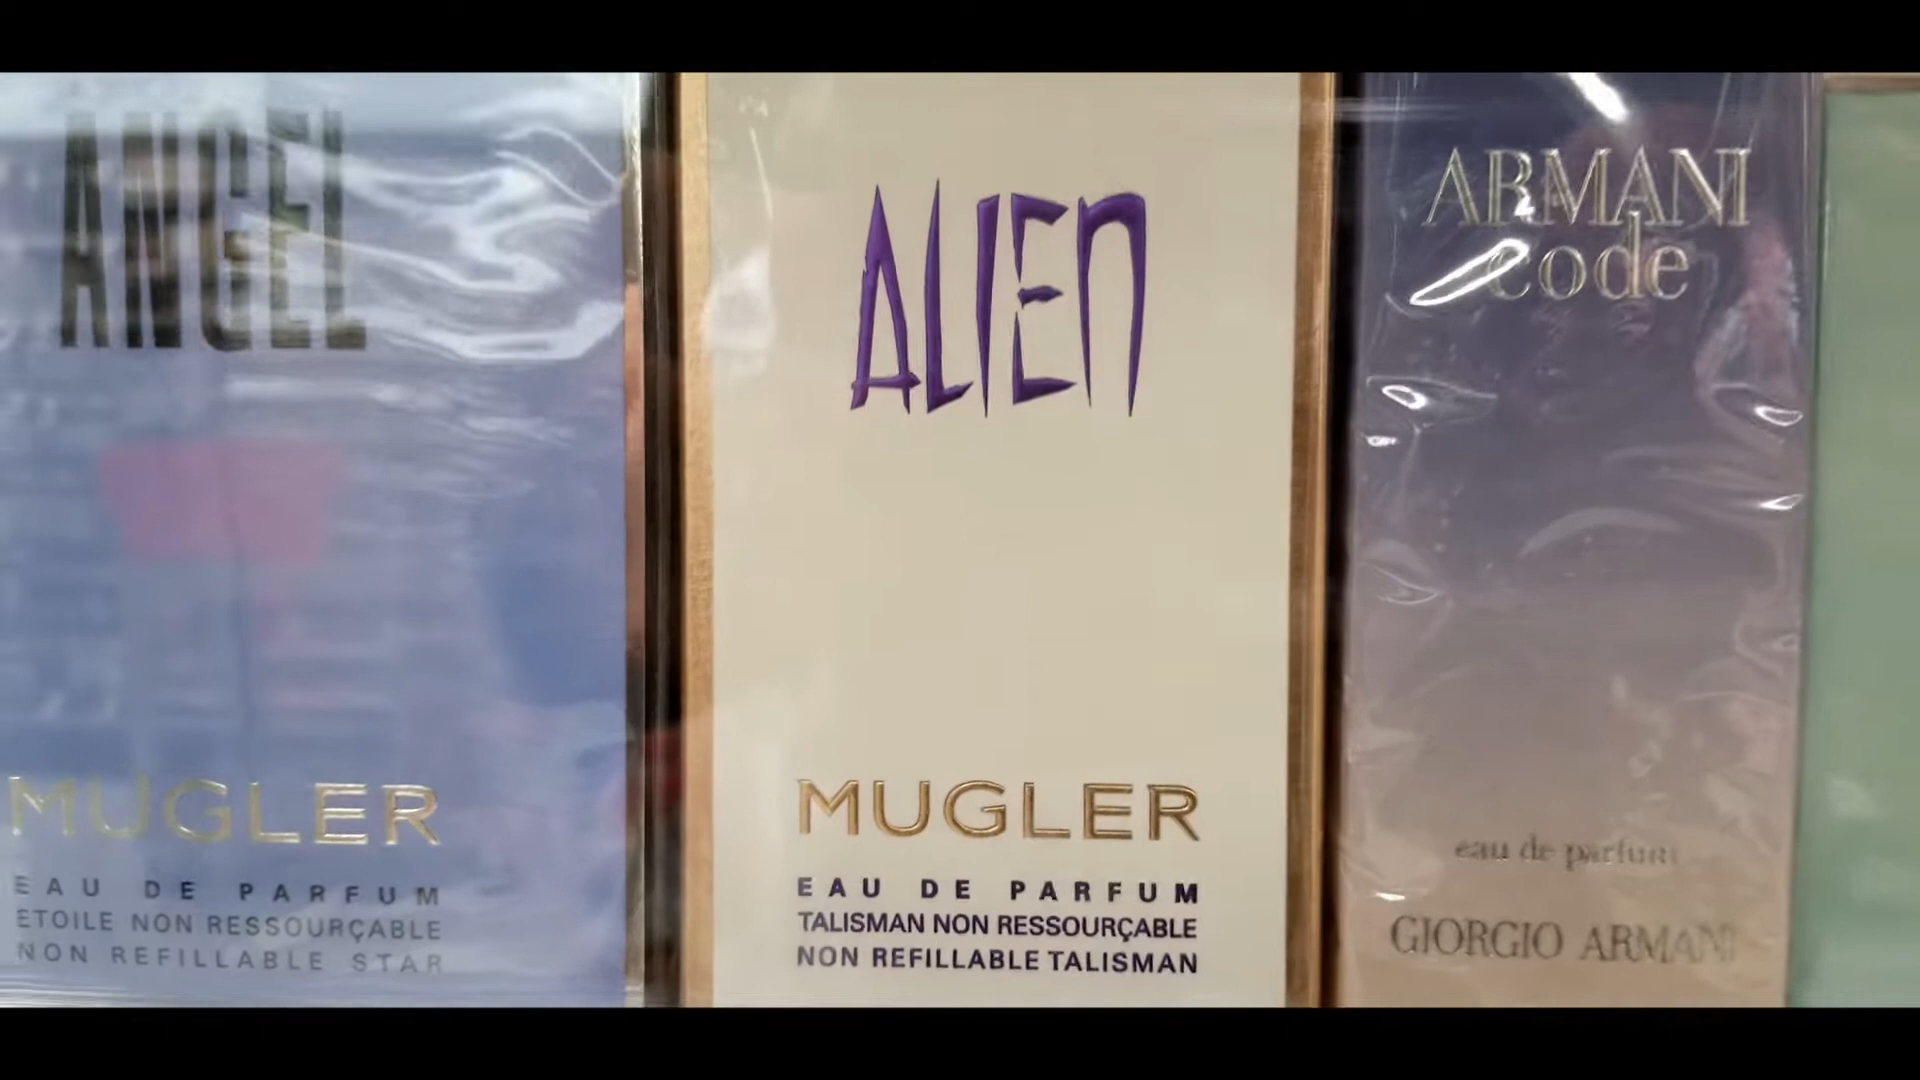 ANGEL
MUGLER
EAU DE PARFUM
ETOILE NON RESSOURÇABLE
NON REFILLABLE STAR
ALIEN
MUGLER
EAU DE PARFUM
TALISMAN NON RESSOURÇABLE
NON REFILLABLE TALISMAN
ARMANI
code
eau de parfum
GIORGIO ARMANI